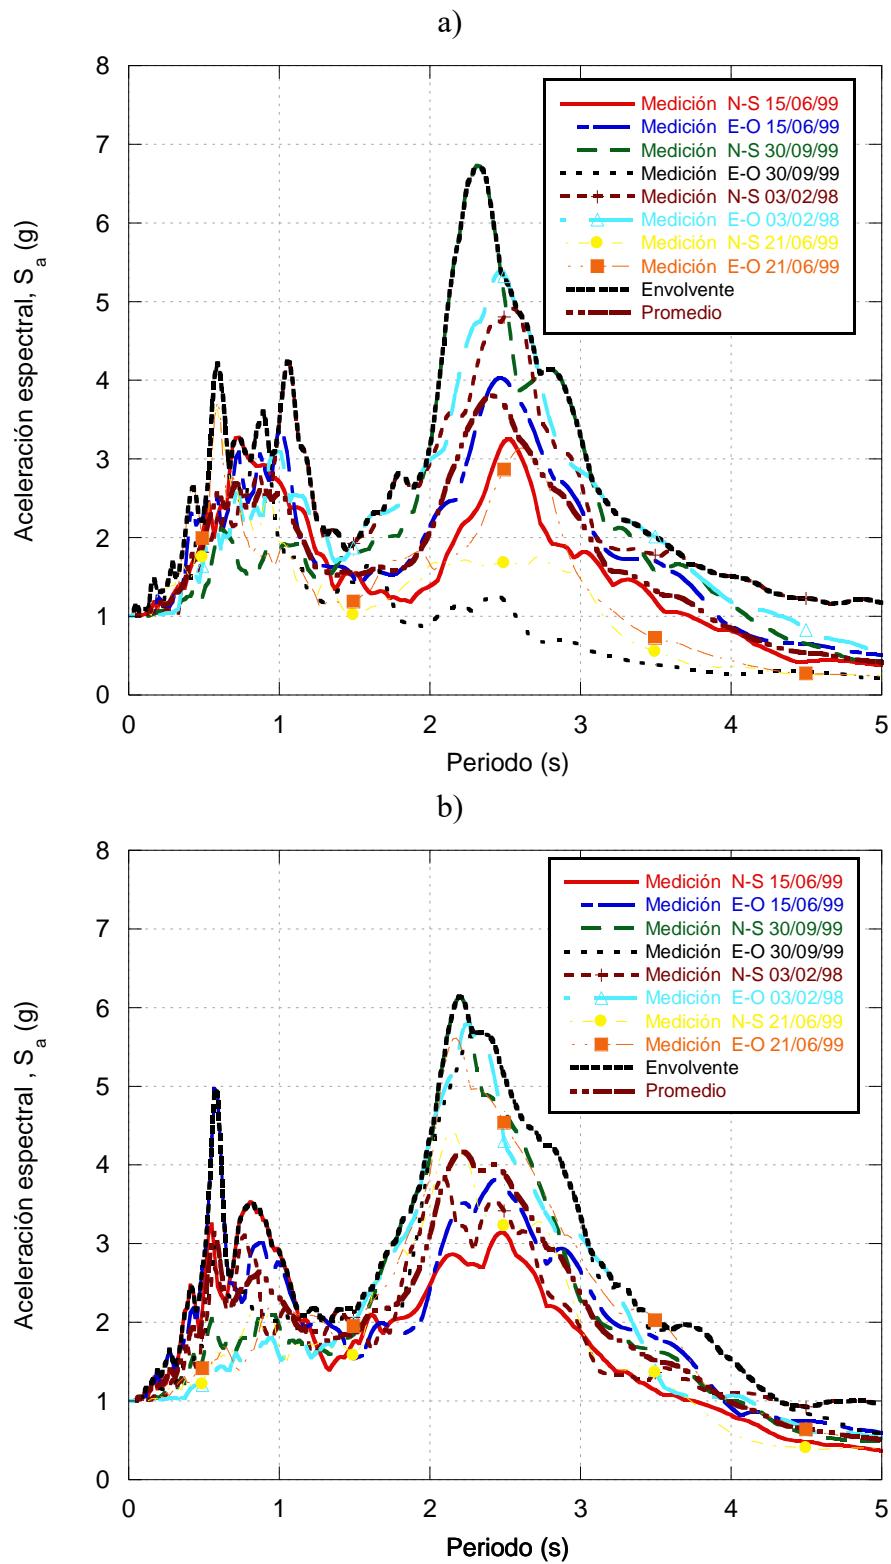 a)
8
7
6
5
4
3
2
1
0
Aceleración espectral, S_a (g)
Medición N-S 15/06/99
Medición E-O 15/06/99
Medición N-S 30/09/99
Medición E-O 30/09/99
Medición N-S 03/02/98
Medición E-O 03/02/98
Medición N-S 21/06/99
Medición E-O 21/06/99
Envolvente
Promedio
0 1 2 3 4 5
Periodo (s)
b)
8
7
6
5
4
3
2
1
0
Aceleración espectral , S_a (g)
Medición N-S 15/06/99
Medición E-O 15/06/99
Medición N-S 30/09/99
Medición E-O 30/09/99
Medición N-S 03/02/98
Medición E-O 03/02/98
Medición N-S 21/06/99
Medición E-O 21/06/99
Envolvente
Promedio
0 1 2 3 4 5
Periodo (s)